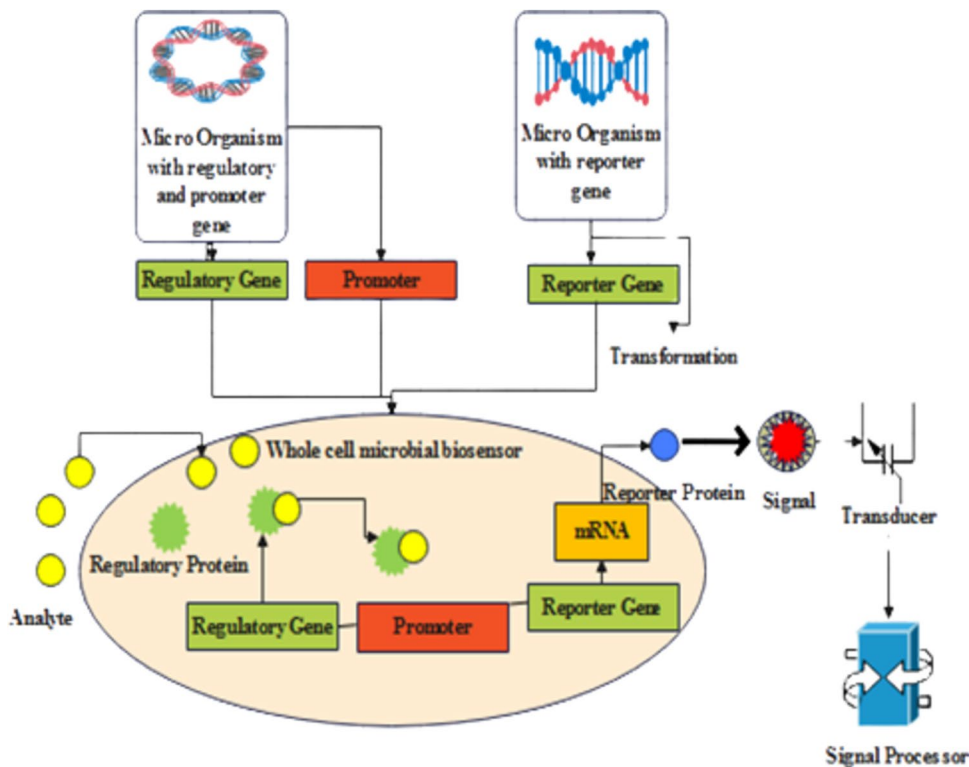 Micro Organism
with regulatory
and promoter
gene
Micro Organism
with reporter
gene
Regulatory Gene
Promoter
Reporter Gene
Transformation
Whole cell microbial biosensor
Reporter Protein
Signal
Transducer
mRNA
Regulatory Protein
Analyte
Regulatory Gene
Promoter
Reporter Gene
Signal Processor